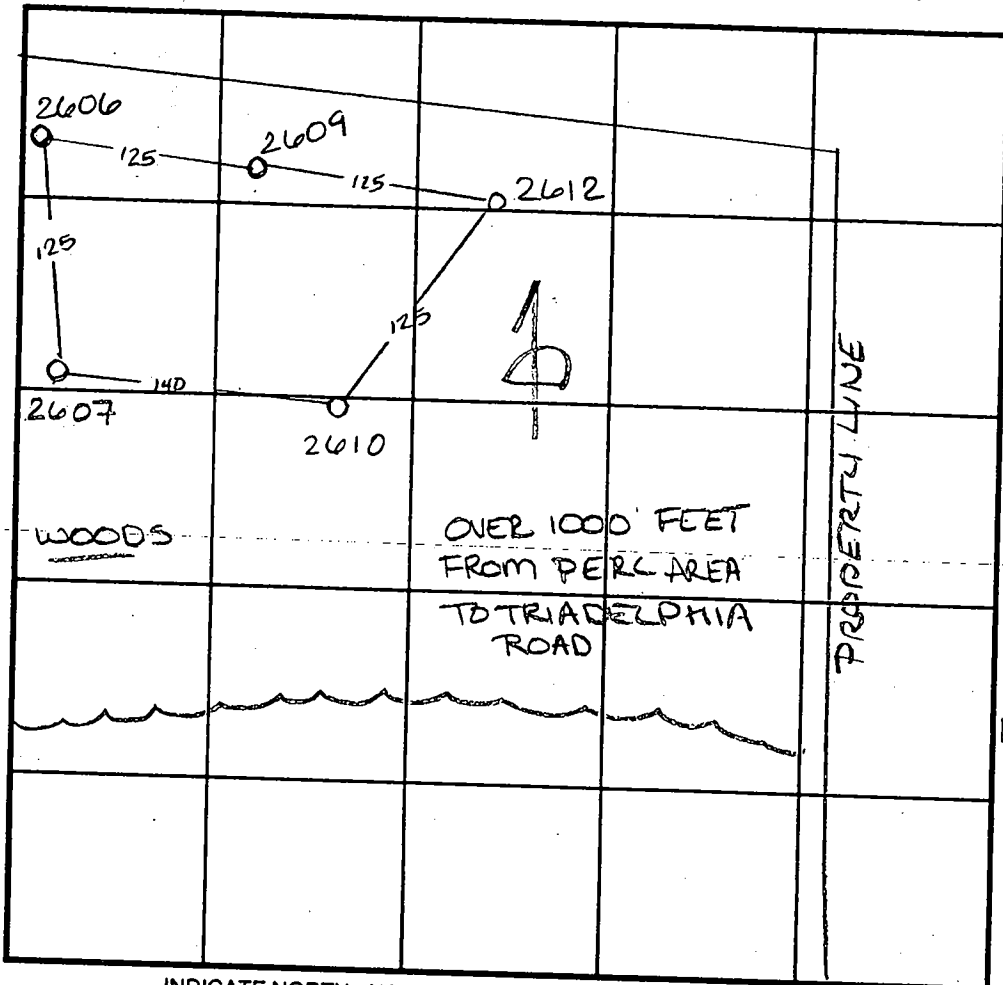 2606
2609
125
125
2612
125
125
140
2607
2610
PROPERTY LINE
WOODS
OVER 1000' FEET
FROM PERC AREA
TO TRIADELPHIA
ROAD